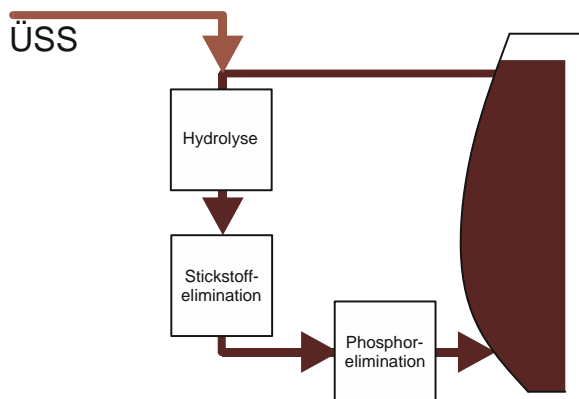 ÜSS
Hydrolyse
Stickstoff-
elimination
Phosphor-
elimination